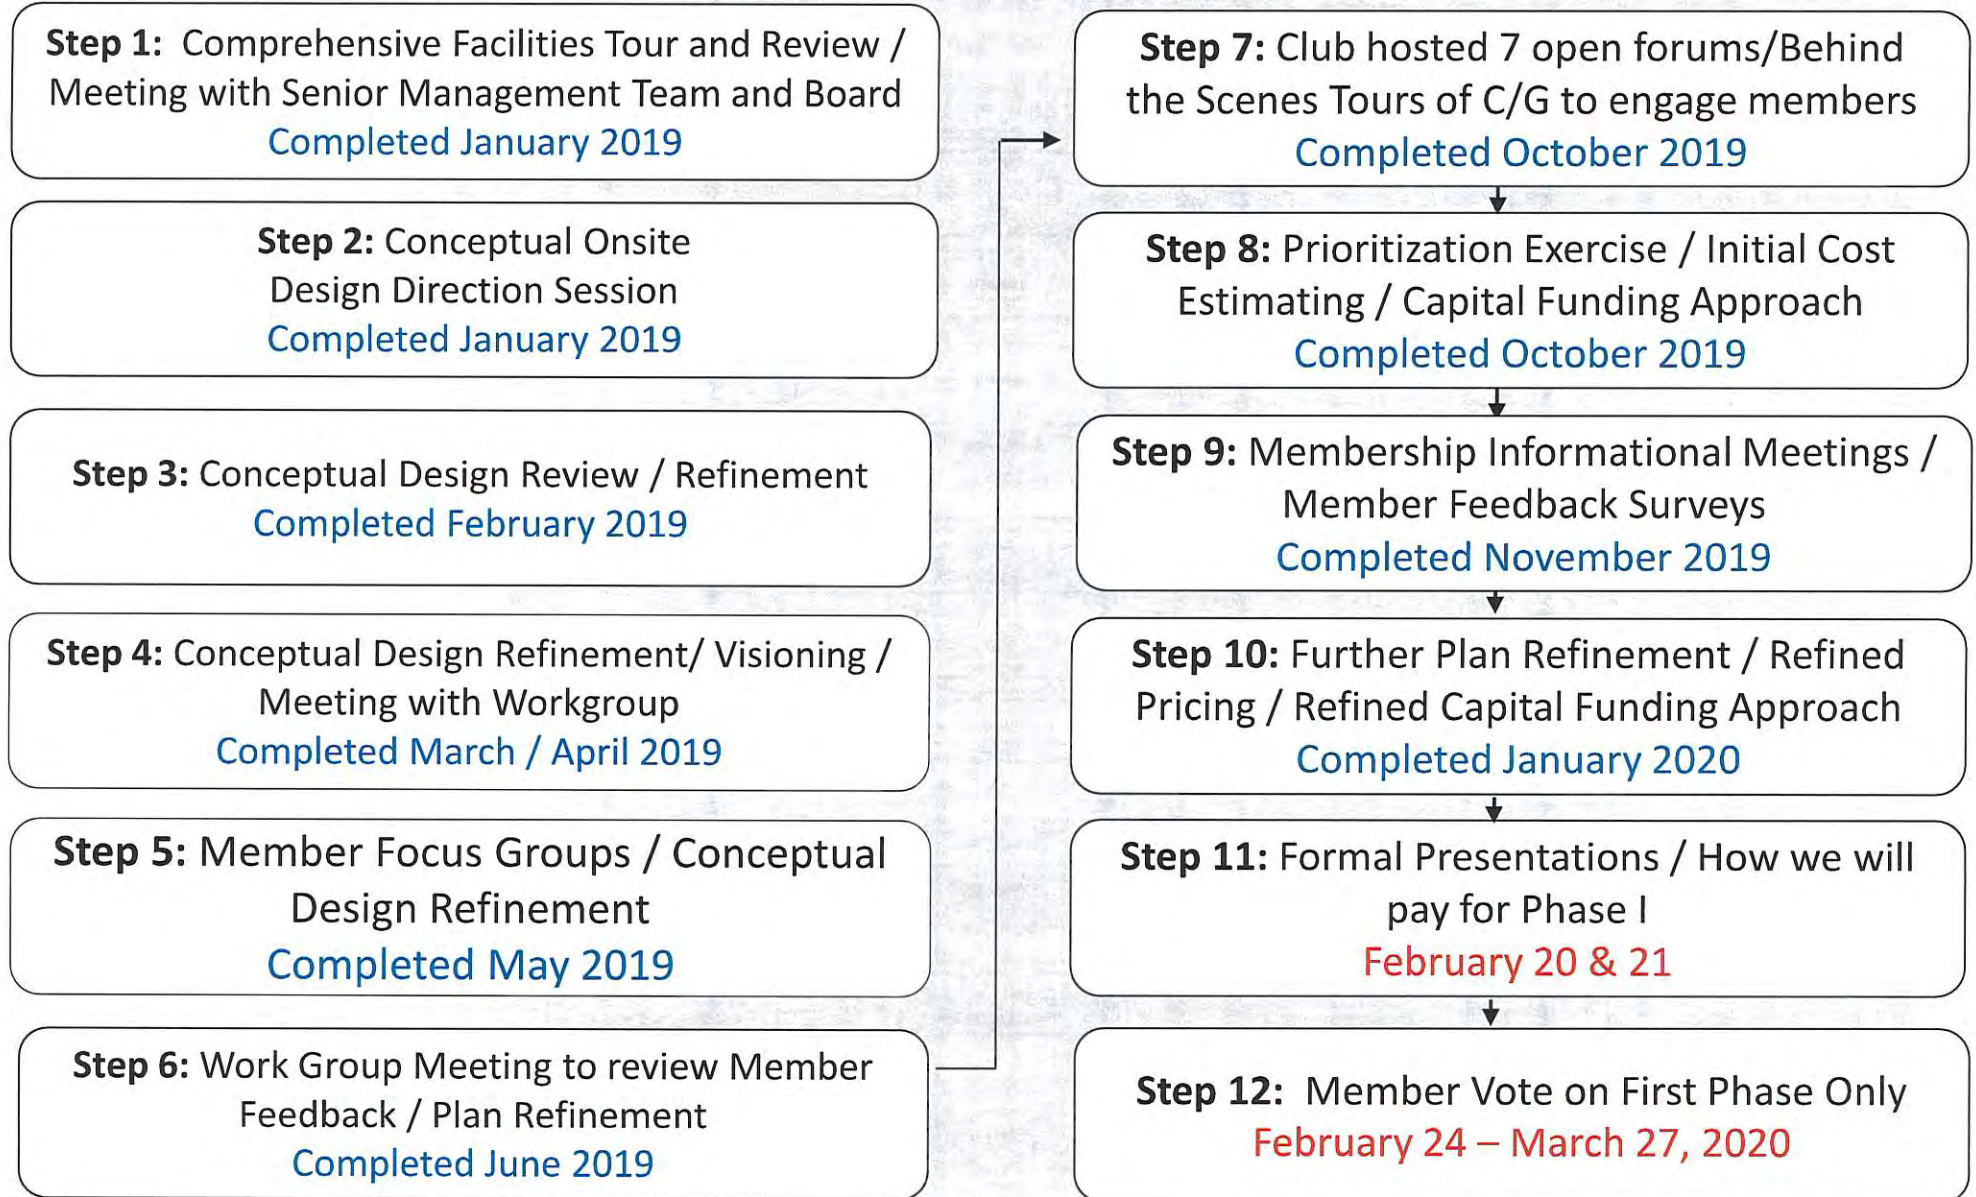 Step 1: Comprehensive Facilities Tour and Review /
Meeting with Senior Management Team and Board
Completed January 2019
Step 2: Conceptual Onsite
Design Direction Session
Completed January 2019
Step 3: Conceptual Design Review / Refinement
Completed February 2019
Step 4: Conceptual Design Refinement/ Visioning /
Meeting with Workgroup
Completed March / April 2019
Step 5: Member Focus Groups / Conceptual
Design Refinement
Completed May 2019
Step 6: Work Group Meeting to review Member
Feedback / Plan Refinement
Completed June 2019
Step 7: Club hosted 7 open forums/Behind
the Scenes Tours of C/G to engage members
Completed October 2019
Step 8: Prioritization Exercise / Initial Cost
Estimating / Capital Funding Approach
Completed October 2019
Step 9: Membership Informational Meetings /
Member Feedback Surveys
Completed November 2019
Step 10: Further Plan Refinement / Refined
Pricing / Refined Capital Funding Approach
Completed January 2020
Step 11: Formal Presentations / How we will
pay for Phase I
February 20 & 21
Step 12: Member Vote on First Phase Only
February 24 – March 27, 2020